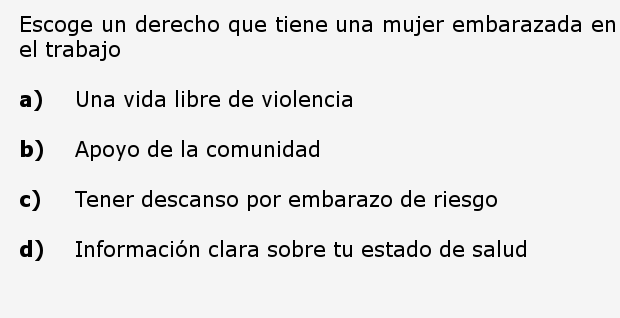 Escoge un derecho que tiene una mujer embarazada en
el trabajo
a) Una vida libre de violencia
b) Apoyo de la comunidad
c) Tener descanso por embarazo de riesgo
d) Información clara sobre tu estado de salud